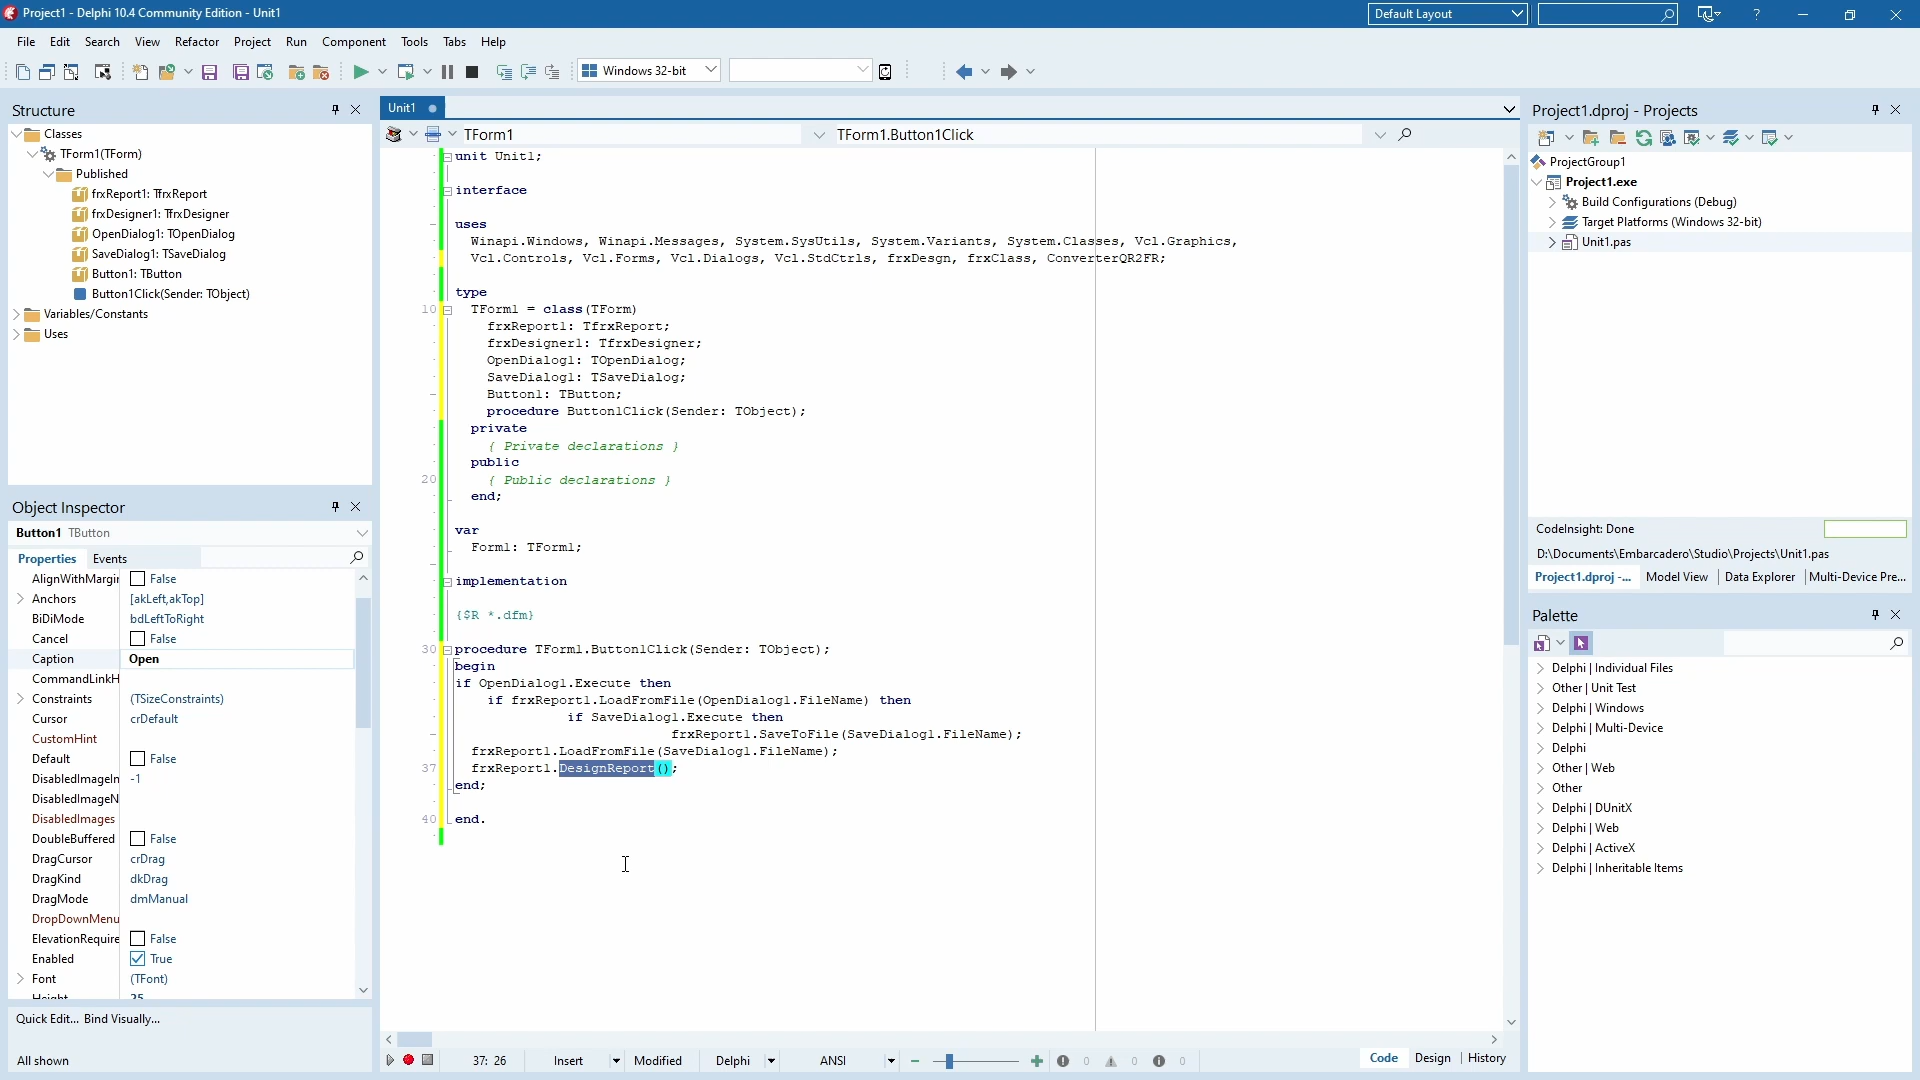 Project1 - Delphi 10.4 Community Edition - Unit1
Default Layout
?
File Edit Search View Refactor Project Run Component Tools Tabs Help
Windows 32-bit
Structure
Classes
TForm1(TForm)
Published
frxReport1: TfrxReport
frxDesigner1: TfrxDesigner
OpenDialog1: TOpenDialog
SaveDialog1: TSaveDialog
Button1: TButton
Button1Click(Sender: TObject)
Variables/Constants
Uses
Object Inspector
Button1 TButton
Properties Events
AlignWithMargin False
Anchors [akLeft,akTop]
BiDiMode bdLeftToRight
Cancel False
Caption Open
CommandLinkH
Constraints (TSizeConstraints)
Cursor crDefault
CustomHint
Default False
DisabledImageIn -1
DisabledImageN
DisabledImages
DoubleBuffered False
DragCursor crDrag
DragKind dkDrag
DragMode dmManual
DropDownMenu
ElevationRequire False
Enabled True
Font (TFont)
Height 25
Quick Edit... Bind Visually...
All shown
Unit1
TForm1 TForm1.Button1Click
unit Unit1;
interface
uses
Winapi.Windows, Winapi.Messages, System.SysUtils, System.Variants, System.Classes, Vcl.Graphics,
Vcl.Controls, Vcl.Forms, Vcl.Dialogs, Vcl.StdCtrls, frxDesgn, frxClass, ConverterQR2FR;
type
10 TForm1 = class(TForm)
frxReport1: TfrxReport;
frxDesigner1: TfrxDesigner;
OpenDialog1: TOpenDialog;
SaveDialog1: TSaveDialog;
Button1: TButton;
procedure Button1Click(Sender: TObject);
private
{ Private declarations }
public
20 { Public declarations }
end;
var
Form1: TForm1;
implementation
{$R *.dfm}
30 procedure TForm1.Button1Click(Sender: TObject);
begin
if OpenDialog1.Execute then
if frxReport1.LoadFromFile(OpenDialog1.FileName) then
if SaveDialog1.Execute then
frxReport1.SaveToFile(SaveDialog1.FileName);
frxReport1.LoadFromFile(SaveDialog1.FileName);
37 frxReport1.DesignReport();
end;
40 end.
37: 26 Insert Modified Delphi ANSI 0 0 0
Code Design History
Project1.dproj - Projects
ProjectGroup1
Project1.exe
Build Configurations (Debug)
Target Platforms (Windows 32-bit)
Unit1.pas
CodeInsight: Done
D:\Documents\Embarcadero\Studio\Projects\Unit1.pas
Project1.dproj -... Model View Data Explorer Multi-Device Pre...
Palette
Delphi | Individual Files
Other | Unit Test
Delphi | Windows
Delphi | Multi-Device
Delphi
Other | Web
Other
Delphi | DUnitX
Delphi | Web
Delphi | ActiveX
Delphi | Inheritable Items